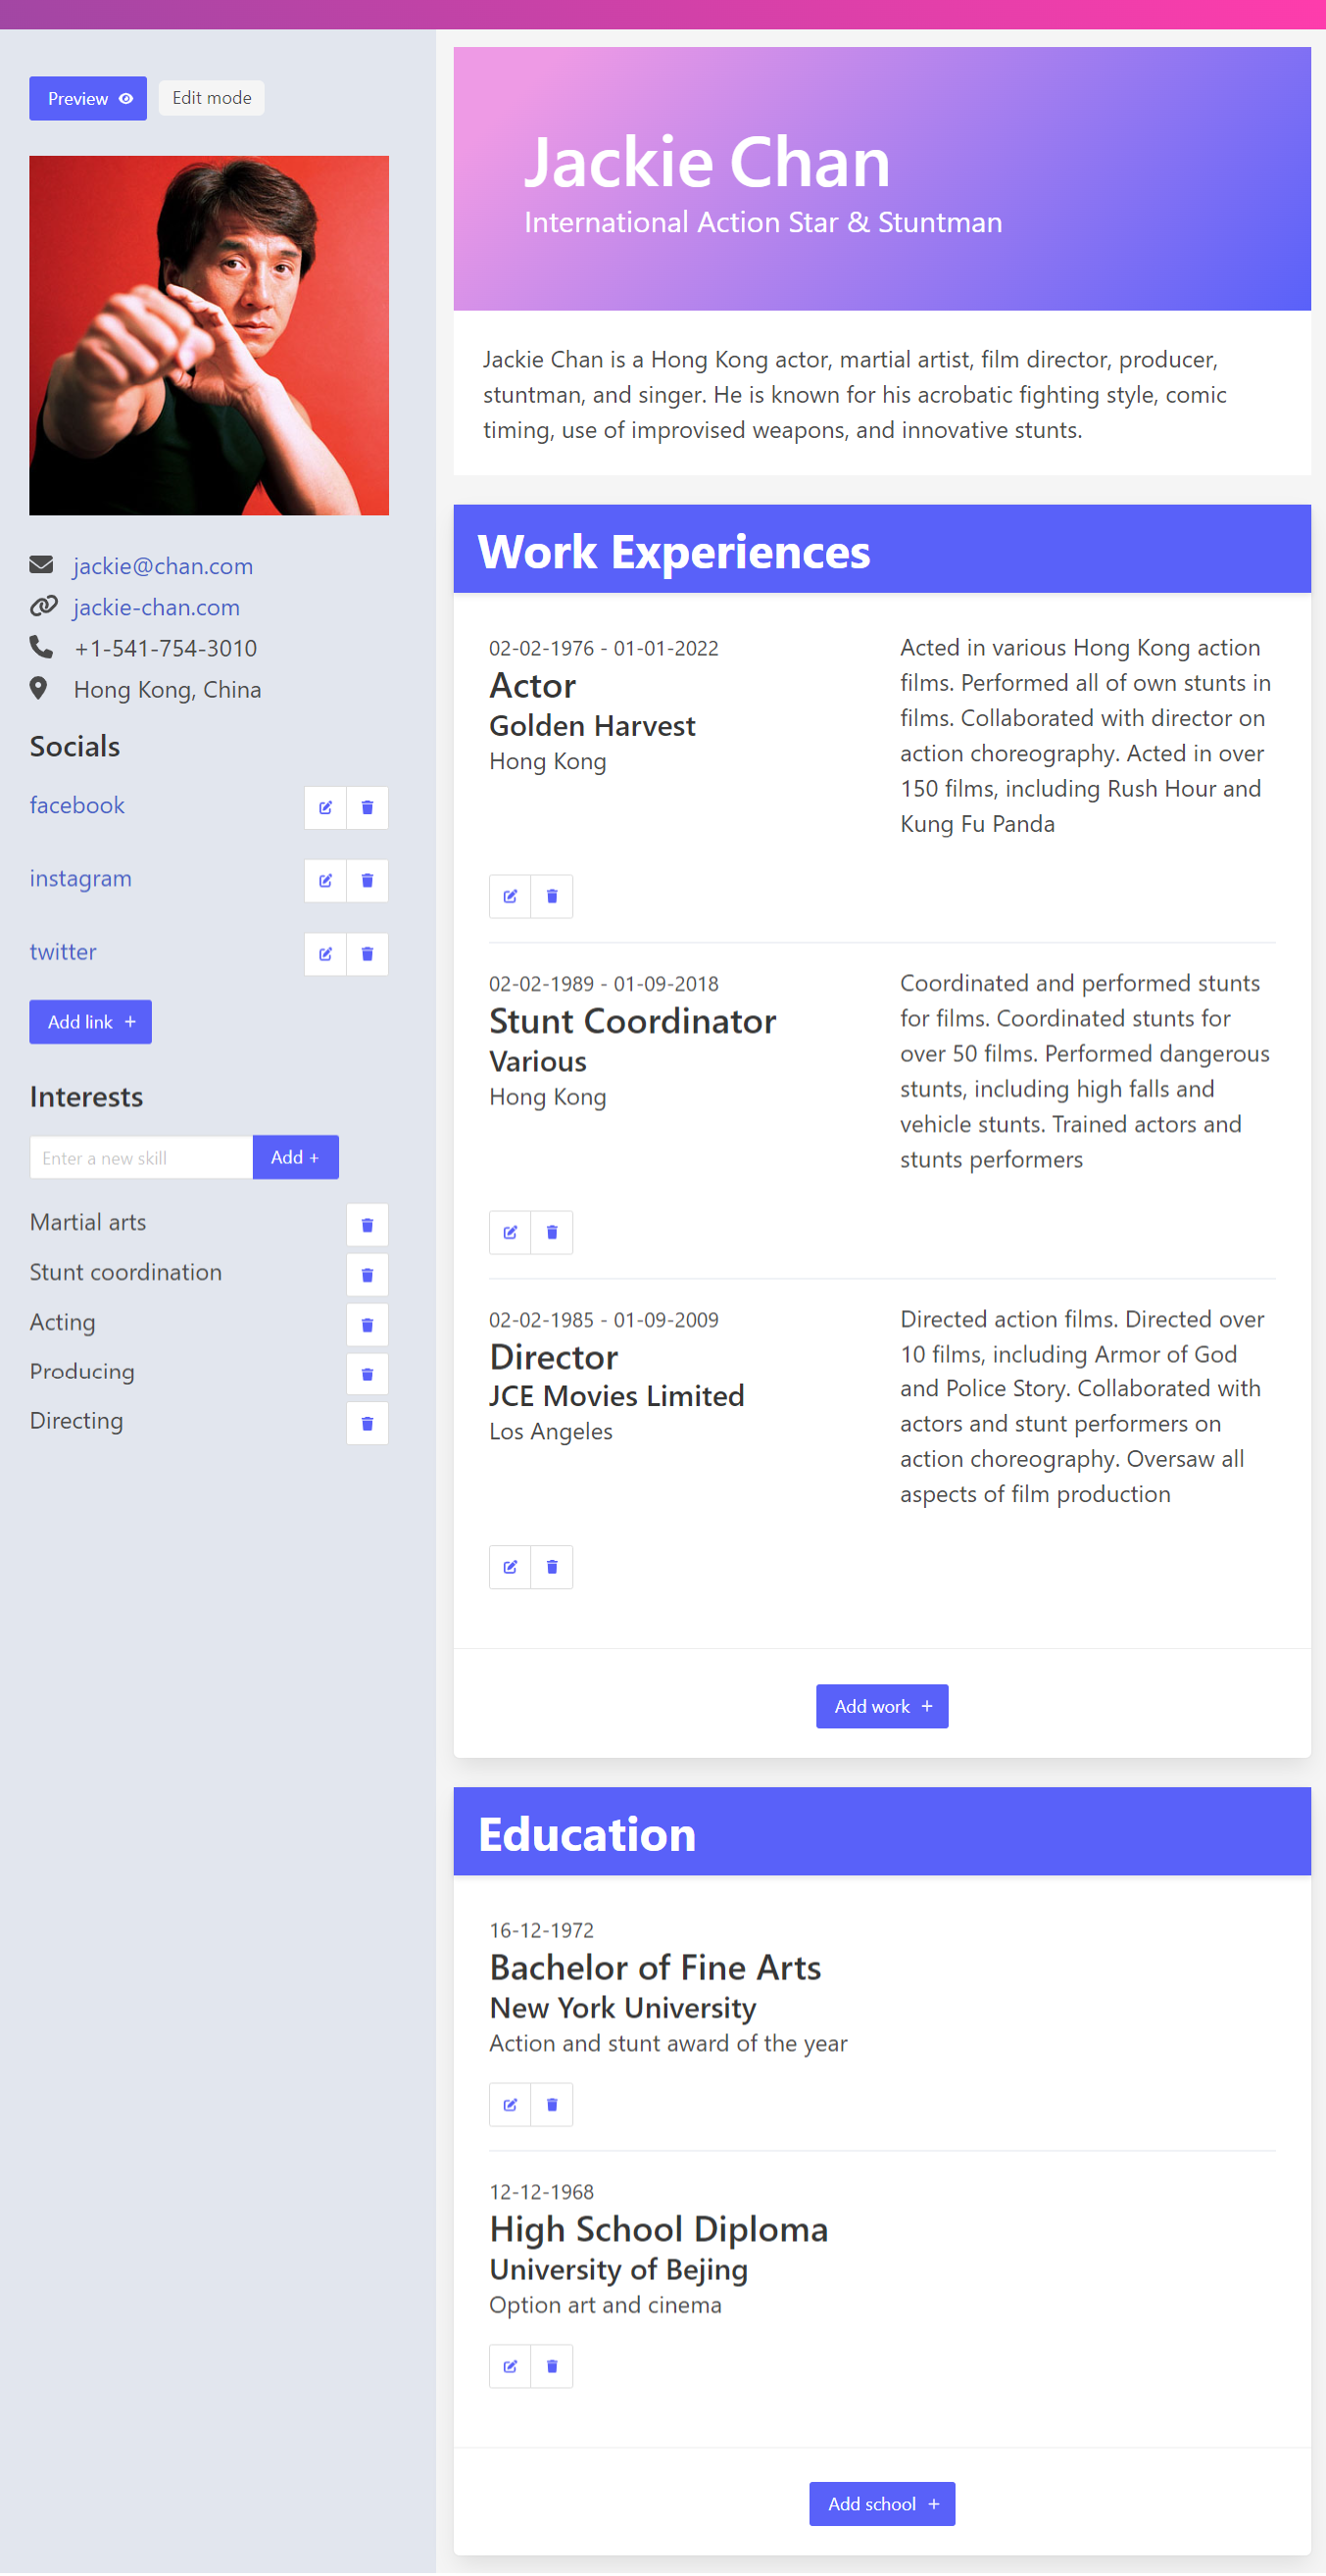 Preview
Edit mode
jackie@chan.com
jackie-chan.com
+1-541-754-3010
Hong Kong, China
Socials
facebook
instagram
twitter
Add link +
Interests
Enter a new skill
Add +
Martial arts
Stunt coordination
Acting
Producing
Directing
Jackie Chan
International Action Star & Stuntman
Jackie Chan is a Hong Kong actor, martial artist, film director, producer,
stuntman, and singer. He is known for his acrobatic fighting style, comic
timing, use of improvised weapons, and innovative stunts.
Work Experiences
02-02-1976 - 01-01-2022
Actor
Golden Harvest
Hong Kong
Acted in various Hong Kong action
films. Performed all of own stunts in
films. Collaborated with director on
action choreography. Acted in over
150 films, including Rush Hour and
Kung Fu Panda
02-02-1989 - 01-09-2018
Stunt Coordinator
Various
Hong Kong
Coordinated and performed stunts
for films. Coordinated stunts for
over 50 films. Performed dangerous
stunts, including high falls and
vehicle stunts. Trained actors and
stunts performers
02-02-1985 - 01-09-2009
Director
JCE Movies Limited
Los Angeles
Directed action films. Directed over
10 films, including Armor of God
and Police Story. Collaborated with
actors and stunt performers on
action choreography. Oversaw all
aspects of film production
Add work +
Education
16-12-1972
Bachelor of Fine Arts
New York University
Action and stunt award of the year
12-12-1968
High School Diploma
University of Bejing
Option art and cinema
Add school +